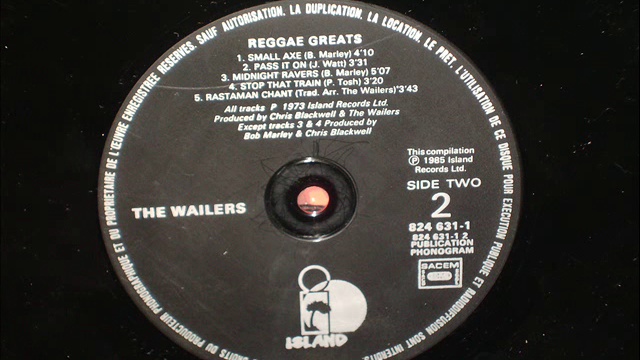 DU PRODUCTEUR PHONOGRAPHIQUE ET DU PROPRIETAIRE DE L'ŒUVRE ENREGISTREE RESERVES. SAUF AUTORISATION. LA DUPLICATION, LA LOCATION, LE PRET, L'UTILISATION DE CE DISQUE POUR EXECUTION PUBLIQUE ET RADIODIFFUSION SONT INTERDITS.
REGGAE GREATS
1. SMALL AXE (B. Marley) 4'10
2. PASS IT ON (J. Watt) 3'31
3. MIDNIGHT RAVERS (B. Marley) 5'07
4. STOP THAT TRAIN (P. Tosh) 3'20
5. RASTAMAN CHANT (Trad. Arr. The Wailers) 3'43
All tracks P 1973 Island Records Ltd.
Produced by Chris Blackwell & The Wailers
Except tracks 3 & 4 Produced by
Bob Marley & Chris Blackwell
This compilation
Ⓟ 1985 Island
Records Ltd.
THE WAILERS
SIDE TWO
2
824 631-1
824 631-1 2
PUBLICATION
PHONOGRAM
SACEM
ISLAND